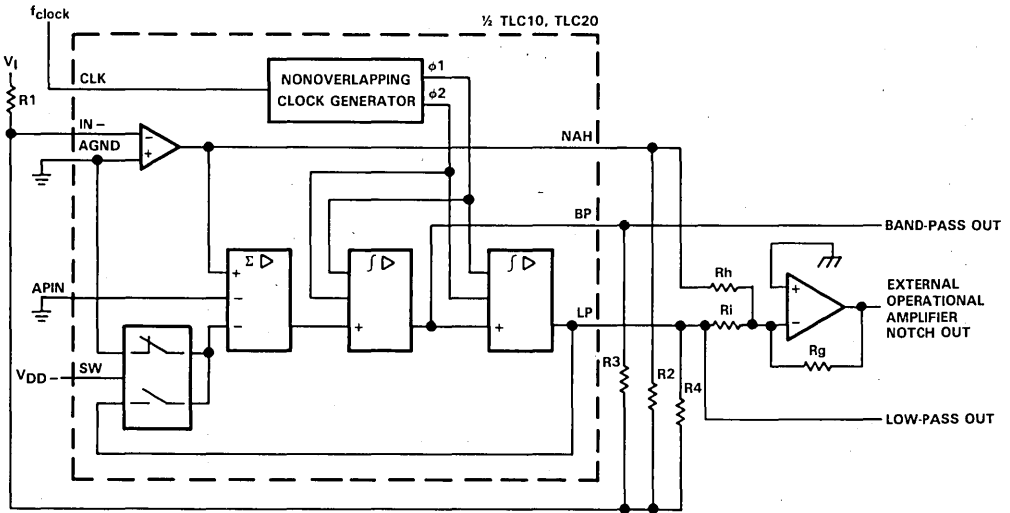 fclock
½ TLC10, TLC20
VI
R1
CLK
NONOVERLAPPING
CLOCK GENERATOR
ϕ1
ϕ2
IN −
AGND
−
+
NAH
BP
BAND-PASS OUT
Σ ▷
∫ ▷
∫ ▷
+
−
−
+
+
APIN
Rh
Ri
+
−
EXTERNAL
OPERATIONAL
AMPLIFIER
NOTCH OUT
LP
Rg
VDD −
SW
R3
R2
R4
LOW-PASS OUT